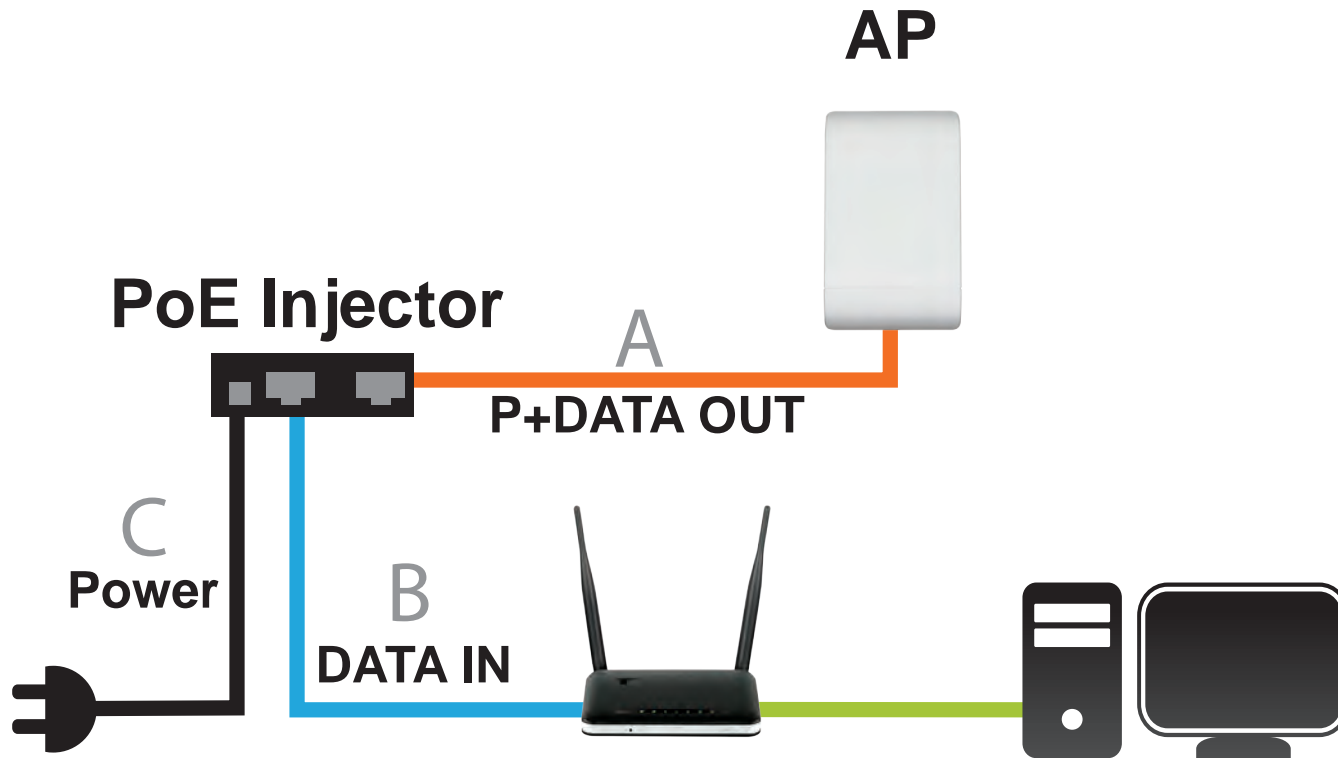 AP
PoE Injector
A
P+DATA OUT
C
Power
B
DATA IN